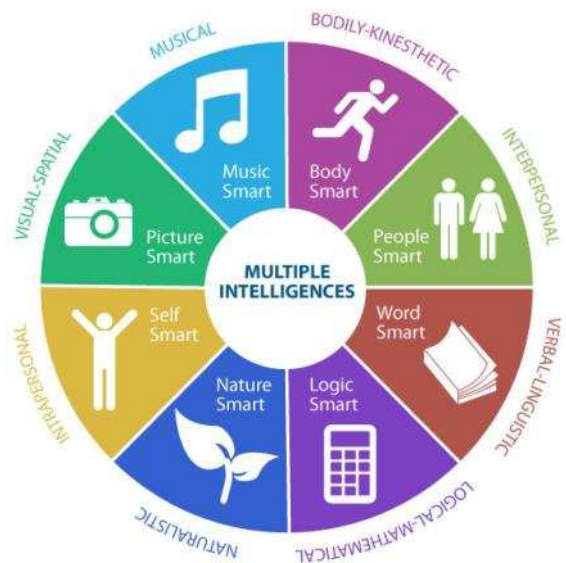 MUSICAL
BODILY-KINESTHETIC
INTERPERSONAL
VERBAL-LINGUISTIC
LOGICAL-MATHEMATICAL
NATURALISTIC
INTRAPERSONAL
VISUAL-SPATIAL
Music
Smart
Body
Smart
People
Smart
Word
Smart
Logic
Smart
Nature
Smart
Self
Smart
Picture
Smart
MULTIPLE
INTELLIGENCES